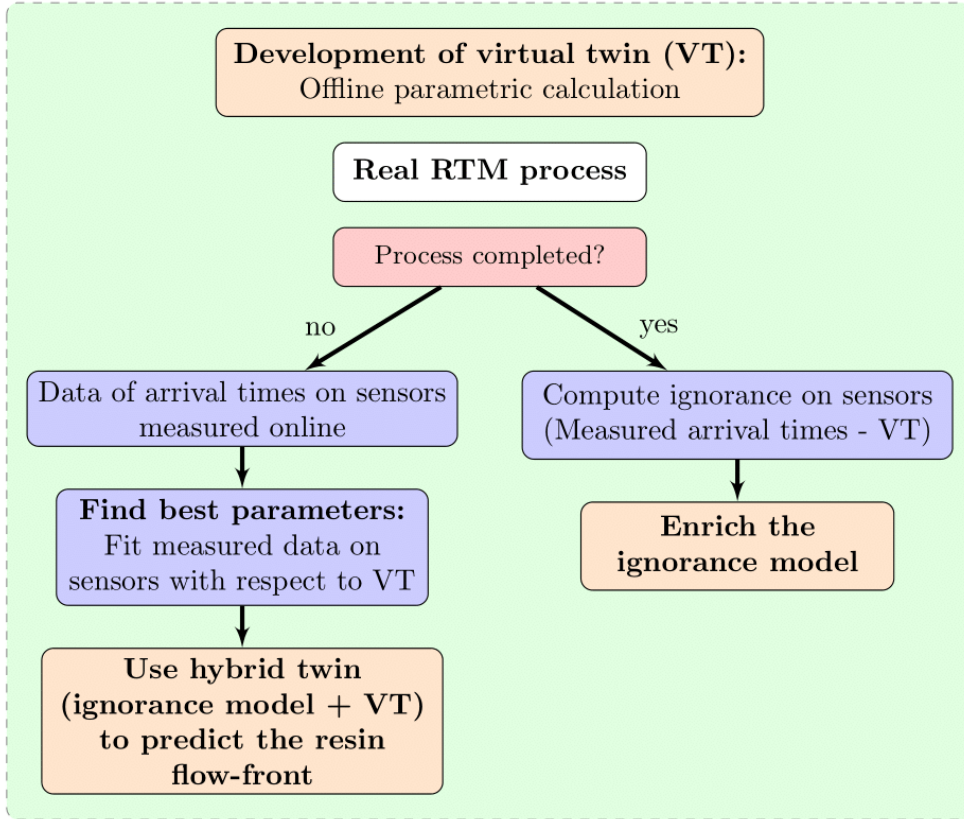 Development of virtual twin (VT):
Offline parametric calculation
Real RTM process
Process completed?
no
yes
Data of arrival times on sensors
measured online
Compute ignorance on sensors
(Measured arrival times - VT)
Find best parameters:
Fit measured data on
sensors with respect to VT
Enrich the
ignorance model
Use hybrid twin
(ignorance model + VT)
to predict the resin
flow-front